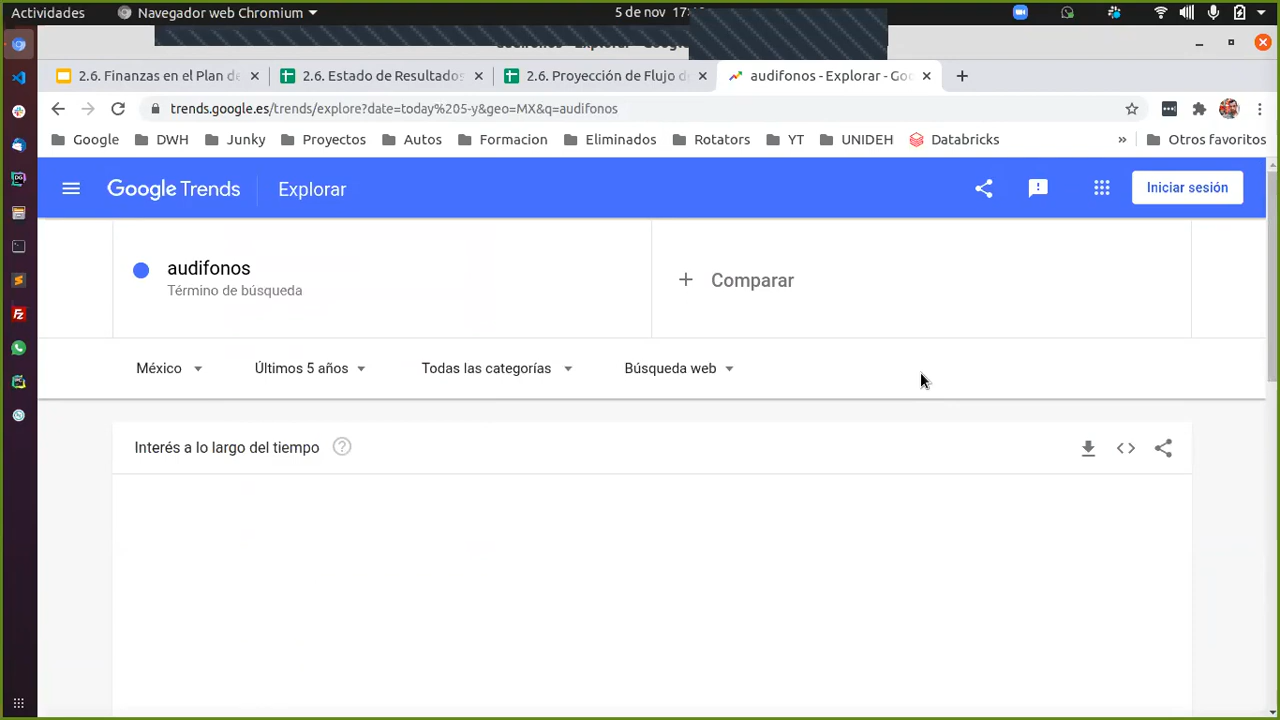 Actividades
Navegador web Chromium
5 de nov
2.6. Finanzas en el Plan de
2.6. Estado de Resultados
2.6. Proyección de Flujo d
audifonos - Explorar - Goo
trends.google.es/trends/explore?date=today%205-y&geo=MX&q=audifonos
Google
DWH
Junky
Proyectos
Autos
Formacion
Eliminados
Rotators
YT
UNIDEH
Databricks
»
Otros favoritos
Google Trends
Explorar
Iniciar sesión
audifonos
Término de búsqueda
+ Comparar
México
Últimos 5 años
Todas las categorías
Búsqueda web
Interés a lo largo del tiempo